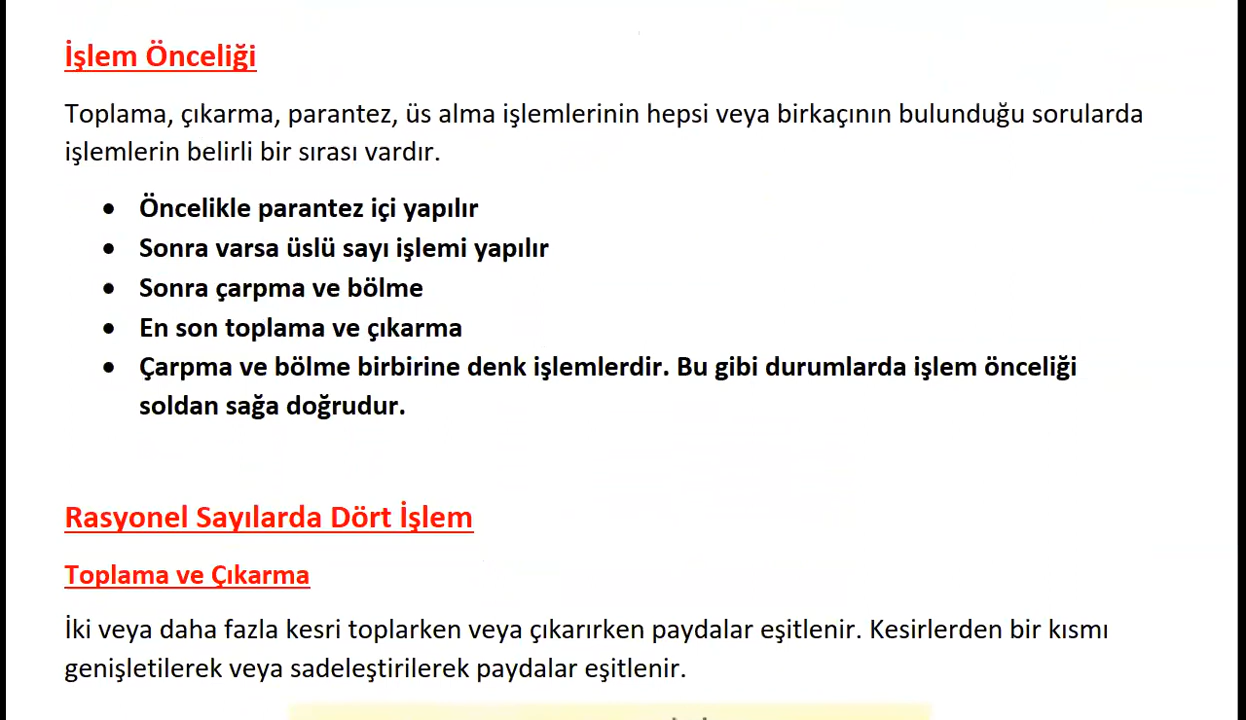 İşlem Önceliği
Toplama, çıkarma, parantez, üs alma işlemlerinin hepsi veya birkaçının bulunduğu sorularda
işlemlerin belirli bir sırası vardır.
• Öncelikle parantez içi yapılır
• Sonra varsa üslü sayı işlemi yapılır
• Sonra çarpma ve bölme
• En son toplama ve çıkarma
• Çarpma ve bölme birbirine denk işlemlerdir. Bu gibi durumlarda işlem önceliği
soldan sağa doğrudur.
Rasyonel Sayılarda Dört İşlem
Toplama ve Çıkarma
İki veya daha fazla kesri toplarken veya çıkarırken paydalar eşitlenir. Kesirlerden bir kısmı
genişletilerek veya sadeleştirilerek paydalar eşitlenir.